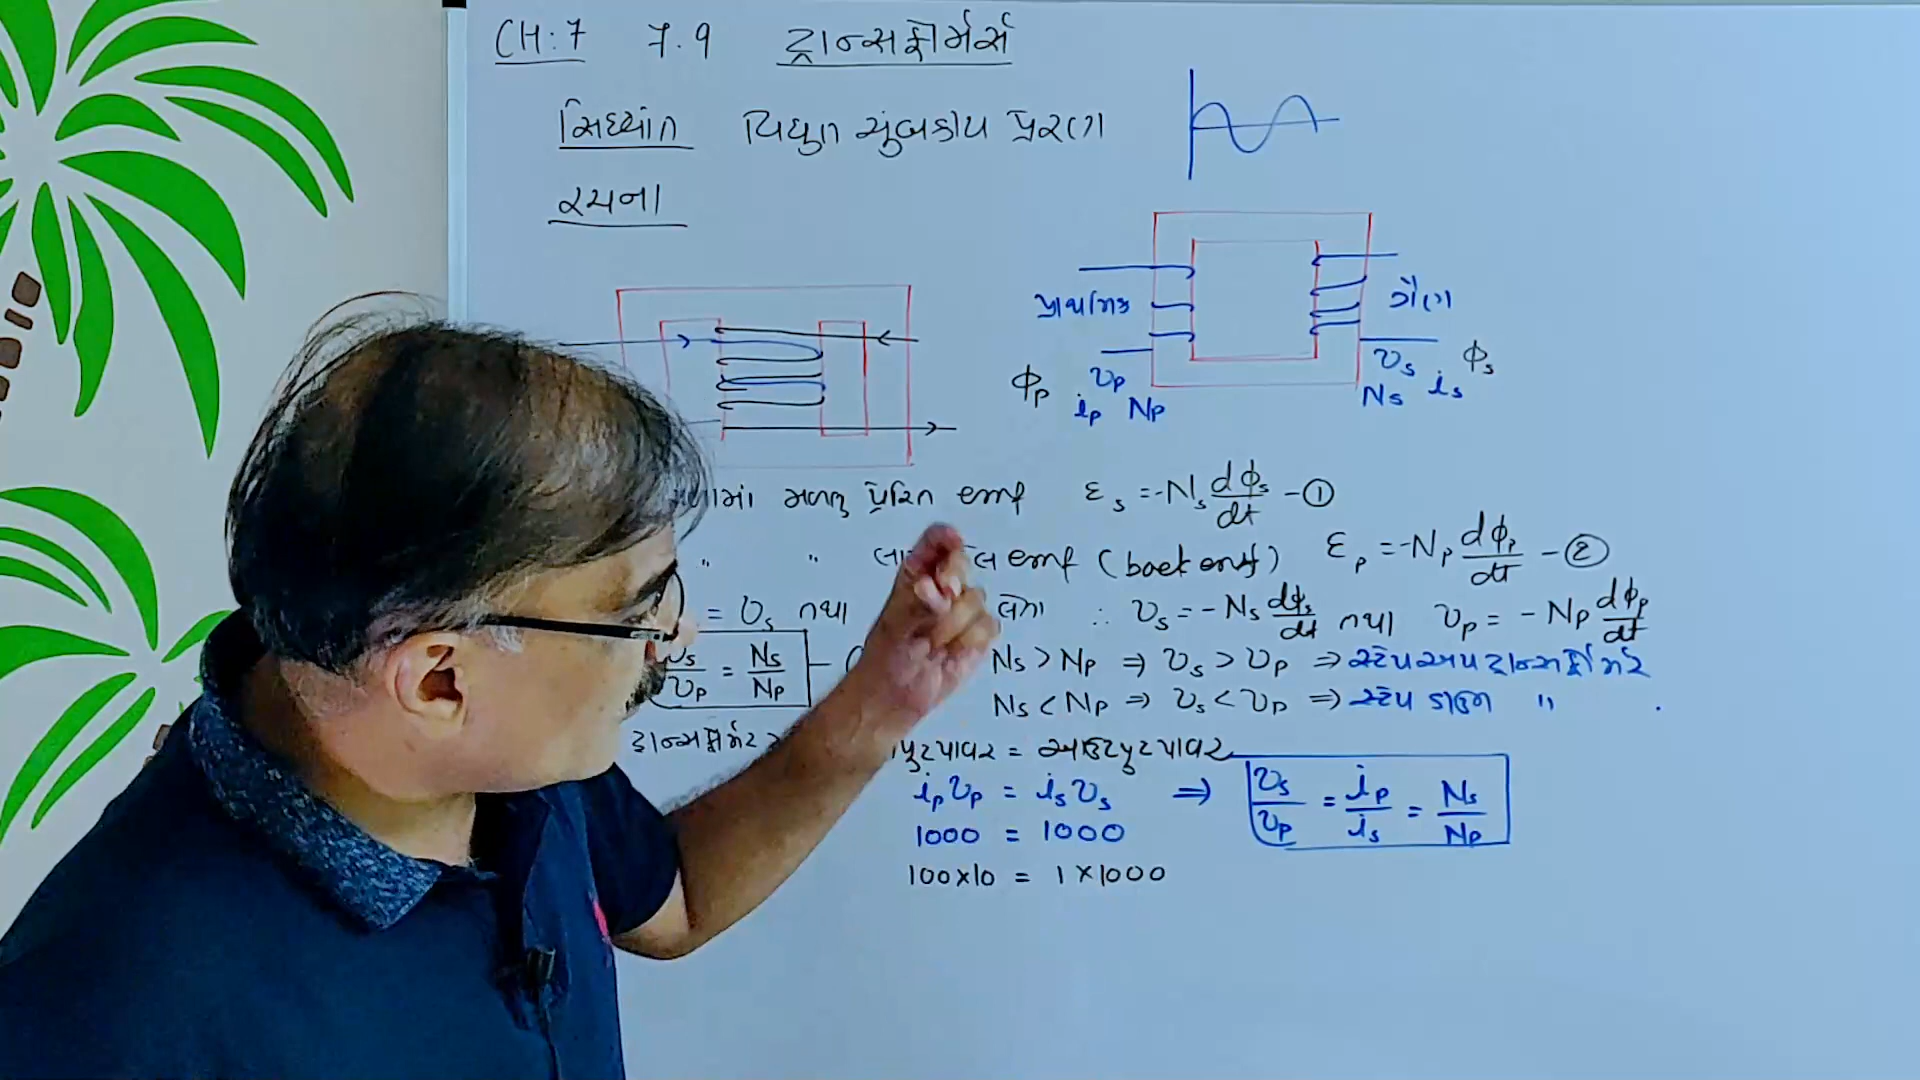 CH:7 7.9 ટ્રાન્સફોર્મર્સ
સિધ્ધાંત વિધુત ચુંબકીય પ્રેરણ
રચના
પ્રાથમિક
ગૌણ
ϕp vp ip Np
vs Ns is ϕs
પ્રેરિત emf εs = -Ns dϕs/dt - ①
" " emf (back emf) εp = -Np dϕp/dt - ②
= vs તથા લેતા ∴ vs = - Ns dϕs/dt તથા vp = - Np dϕp/dt
vs/vp = Ns/Np
Ns > Np ⇒ vs > vp ⇒ સ્ટેપઅપ ટ્રાન્સફોર્મર
Ns < Np ⇒ vs < vp ⇒ સ્ટેપ ડાઉન "
ટ્રાન્સફોર્મર પુટપાવર = આઉટપુટપાવર
ip vp = is vs ⇒ vs/vp = ip/is = Ns/Np
1000 = 1000
100×10 = 1×1000